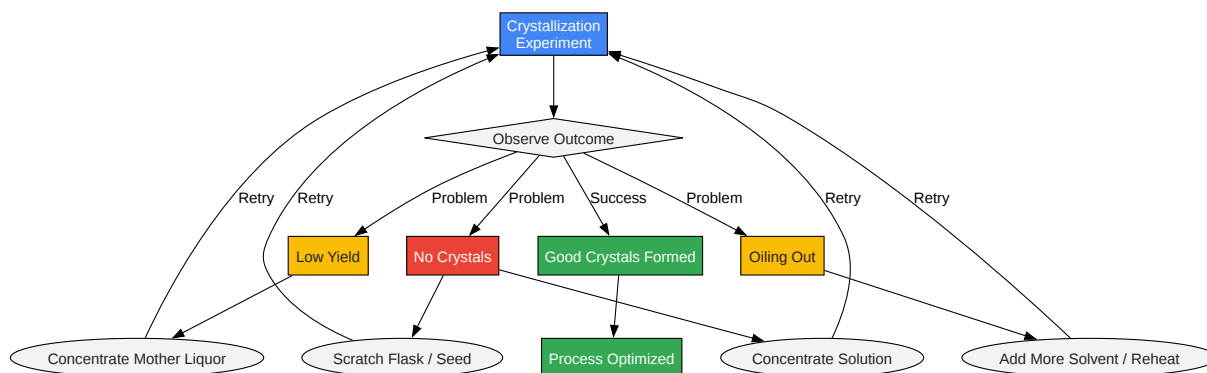 Crystallization
Experiment
Observe Outcome
Retry
Retry
Problem
Problem
Success
Problem
Retry
Retry
Low Yield
No Crystals
Good Crystals Formed
Oiling Out
Concentrate Mother Liquor
Scratch Flask / Seed
Process Optimized
Concentrate Solution
Add More Solvent / Reheat